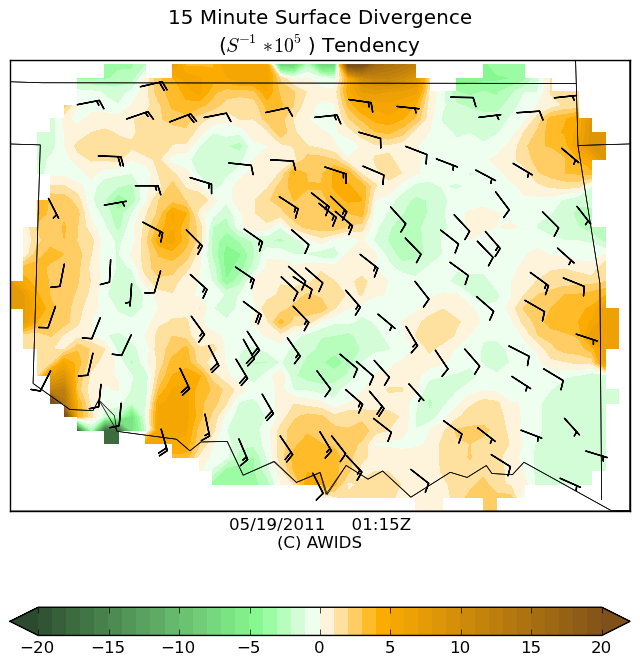 15 Minute Surface Divergence
(S⁻¹ * 10⁵ ) Tendency
05/19/2011 01:15Z
(C) AWIDS
−20 −15 −10 −5 0 5 10 15 20